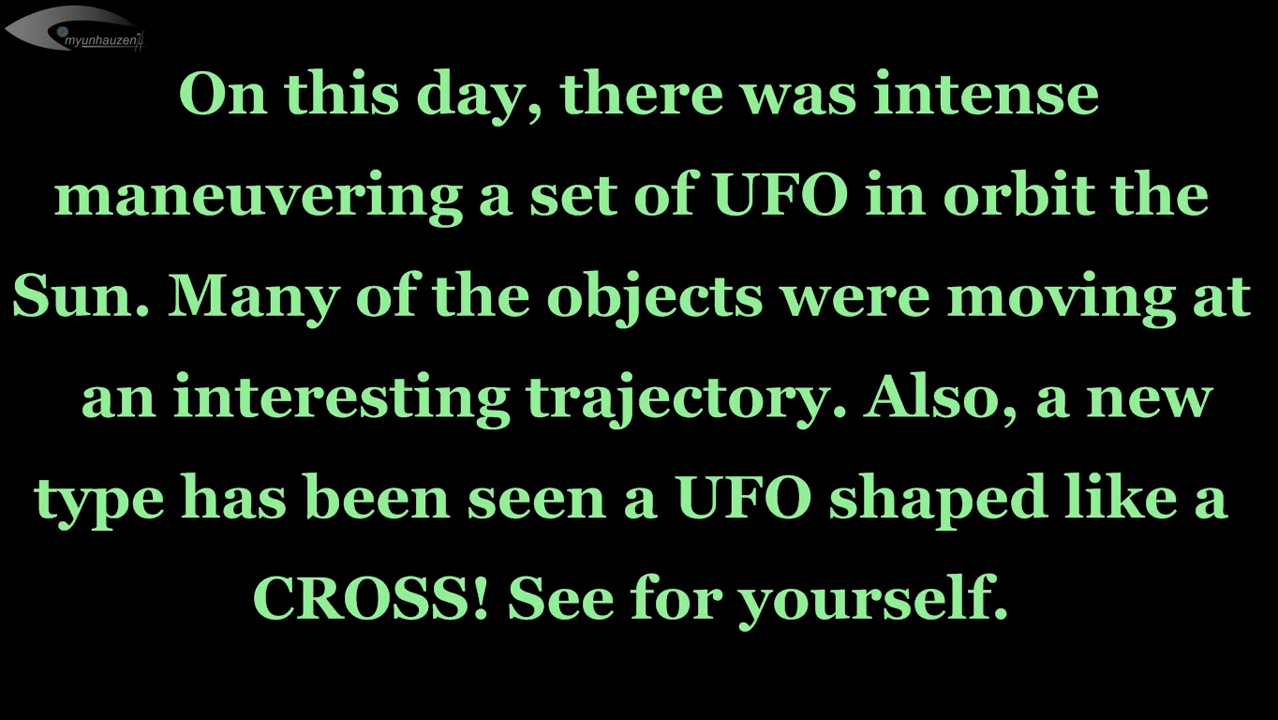 myunhauzen74
On this day, there was intense
maneuvering a set of UFO in orbit the
Sun. Many of the objects were moving at
an interesting trajectory. Also, a new
type has been seen a UFO shaped like a
CROSS! See for yourself.